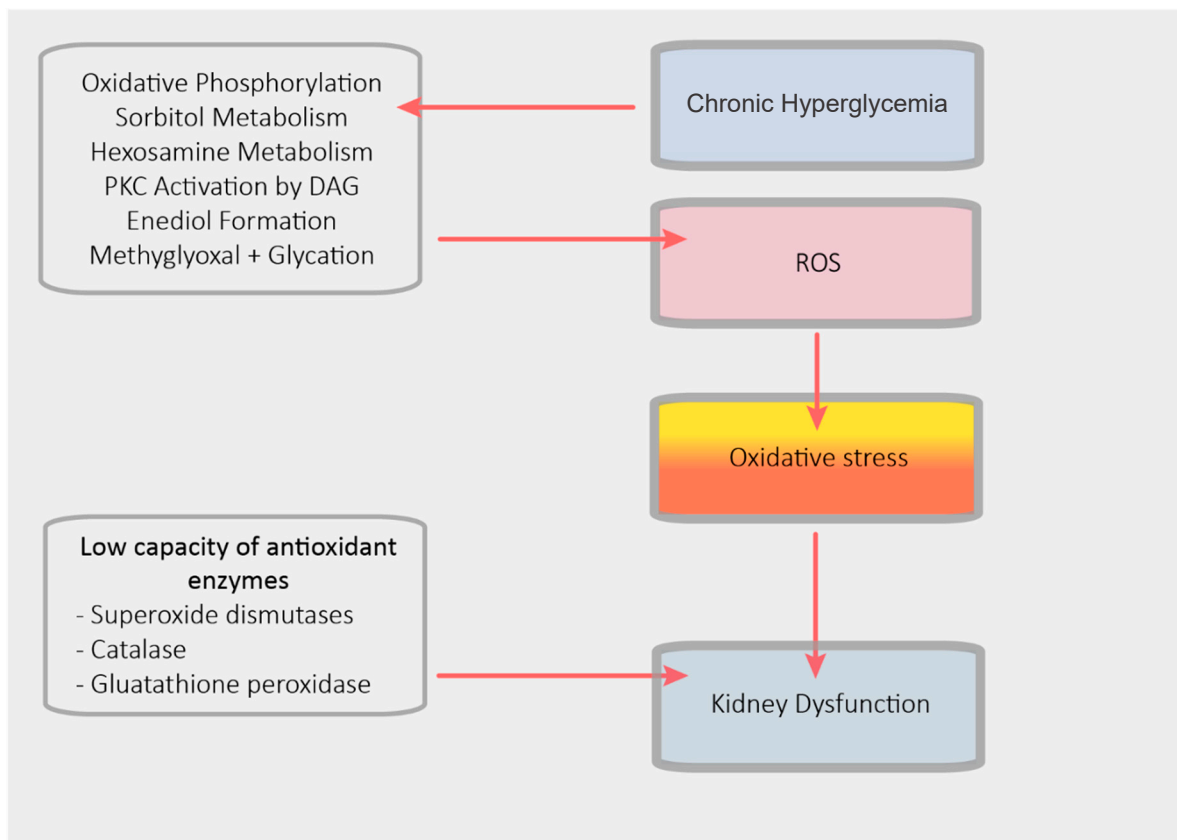 Oxidative Phosphorylation
Sorbitol Metabolism
Hexosamine Metabolism
PKC Activation by DAG
Enediol Formation
Methyglyoxal + Glycation
Chronic Hyperglycemia
ROS
Oxidative stress
Low capacity of antioxidant
enzymes
- Superoxide dismutases
- Catalase
- Gluatathione peroxidase
Kidney Dysfunction